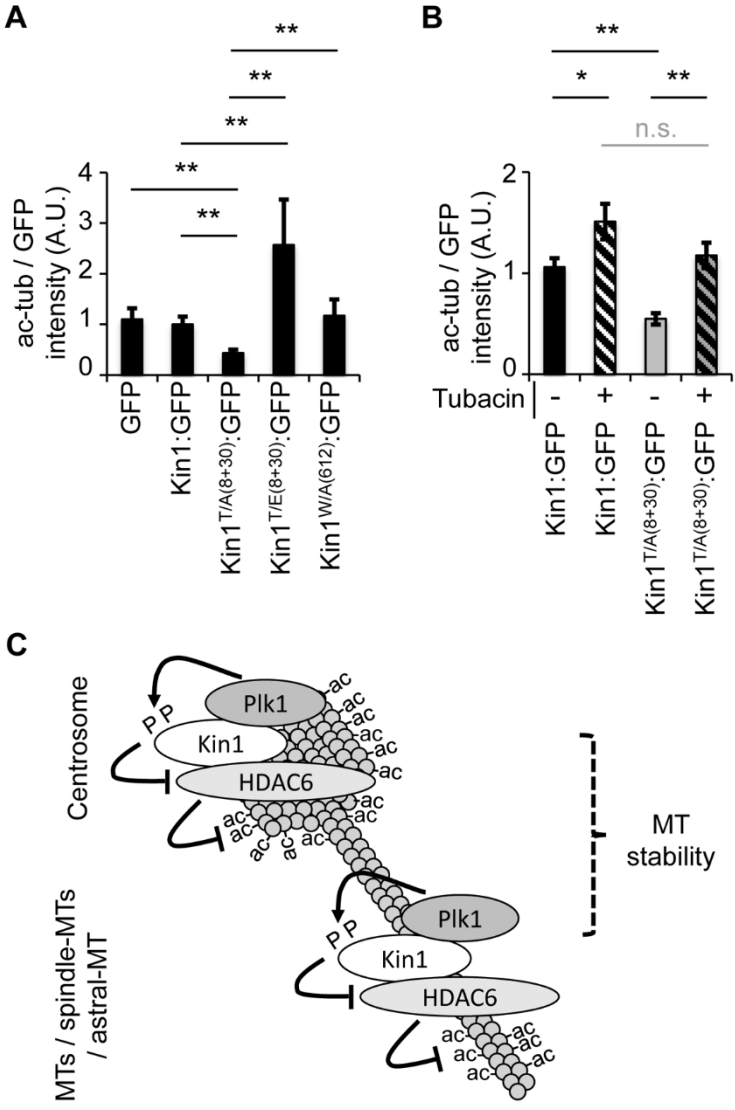 A
**
**
**
**
**
ac-tub / GFP
intensity (A.U.)
4
3
2
1
0
GFP
Kin1:GFP
Kin1T/A(8+30):GFP
Kin1T/E(8+30):GFP
Kin1W/A(612):GFP
B
**
*
**
n.s.
ac-tub / GFP
intensity (A.U.)
2
1
0
Tubacin - + - +
Kin1:GFP
Kin1:GFP
Kin1T/A(8+30):GFP
Kin1T/A(8+30):GFP
C
Centrosome
Plk1
P P
Kin1
HDAC6
ac
ac
ac
ac
ac
ac
ac
ac
ac
ac
ac
ac
ac
MT
stability
MTs / spindle-MTs
/ astral-MT
Plk1
P P
Kin1
HDAC6
ac
ac
ac
ac
ac
ac